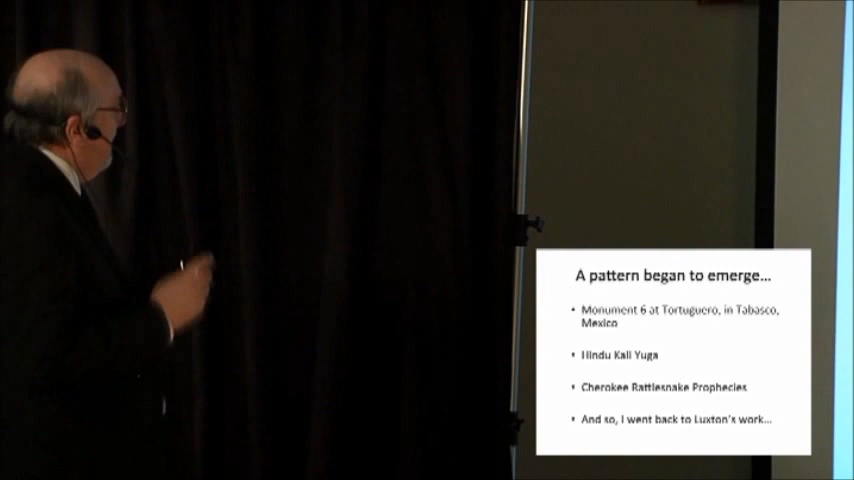 A pattern began to emerge...
• Monument 6 at Tortuguero, in Tabasco,
Mexico
• Hindu Kali Yuga
• Cherokee Rattlesnake Prophecies
• And so, I went back to Luxton's work...